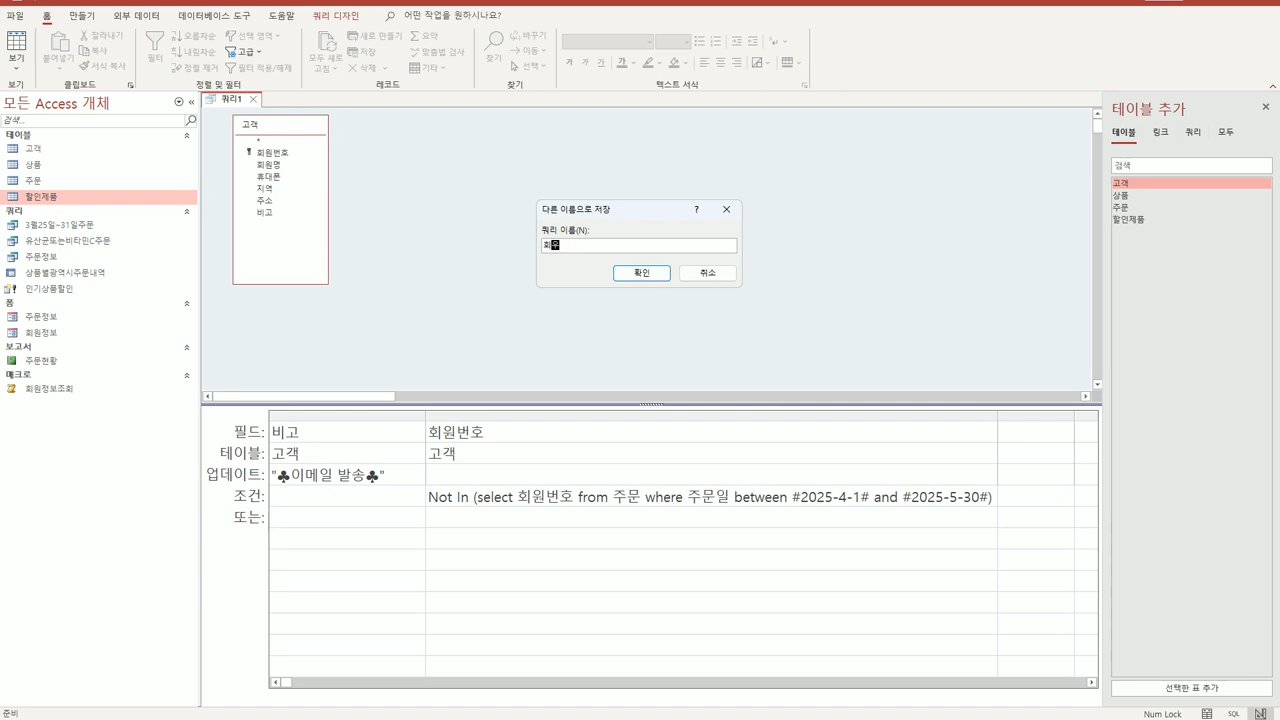 파일 홈 만들기 외부 데이터 데이터베이스 도구 도움말 쿼리 디자인 어떤 작업을 원하시나요?
보기
보기
붙여넣기
잘라내기
복사
서식 복사
클립보드
필터
오름차순
내림차순
정렬 제거
선택 영역
고급
필터 적용/해제
정렬 및 필터
모두 새로 고침
새로 만들기
저장
삭제
요약
맞춤법 검사
기타
레코드
찾기
바꾸기
이동
선택
찾기
가 가 가 가
텍스트 서식
모든 Access 개체
검색...
테이블
고객
상품
주문
할인제품
쿼리
3월25일~31일주문
유산균또는비타민C주문
주문정보
상품별광역시주문내역
인기상품할인
폼
주문정보
회원정보
보고서
주문현황
매크로
회원정보조회
쿼리1
고객
*
회원번호
회원명
휴대폰
지역
주소
비고
다른 이름으로 저장 ?
쿼리 이름(N):
회우
확인 취소
필드: 비고 회원번호
테이블: 고객 고객
업데이트: "♣이메일 발송♣"
조건: Not In (select 회원번호 from 주문 where 주문일 between #2025-4-1# and #2025-5-30#)
또는:
테이블 추가
테이블 링크 쿼리 모두
검색
고객
상품
주문
할인제품
선택한 표 추가
준비
Num Lock SQL